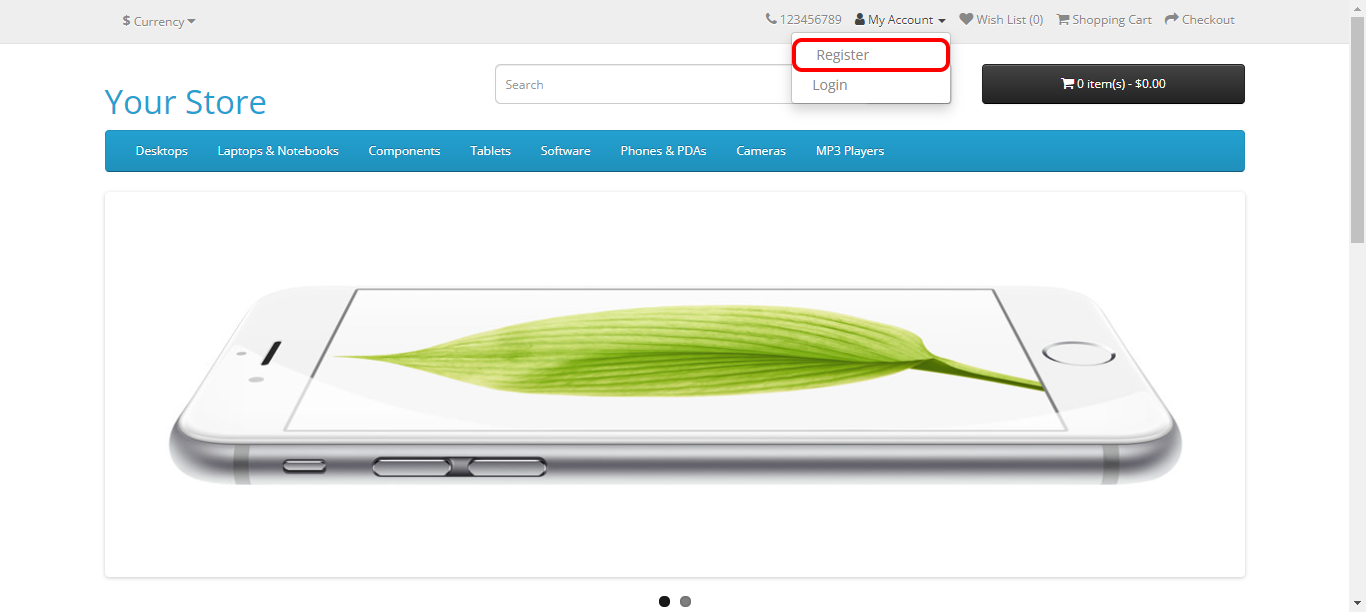 $ Currency
123456789 My Account Wish List (0) Shopping Cart Checkout
Register
Login
Your Store
Search
0 item(s) - $0.00
Desktops Laptops & Notebooks Components Tablets Software Phones & PDAs Cameras MP3 Players